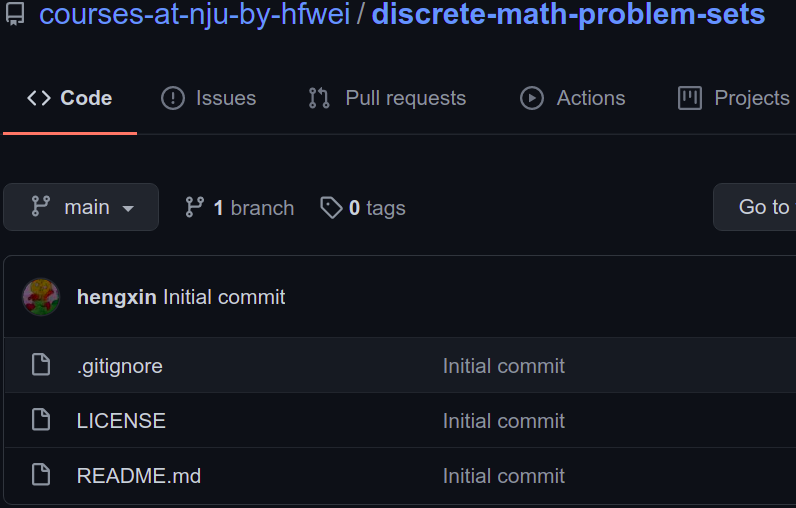 courses-at-nju-by-hfwei / discrete-math-problem-sets
Code Issues Pull requests Actions Projects
main 1 branch 0 tags Go to
hengxin Initial commit
.gitignore Initial commit
LICENSE Initial commit
README.md Initial commit